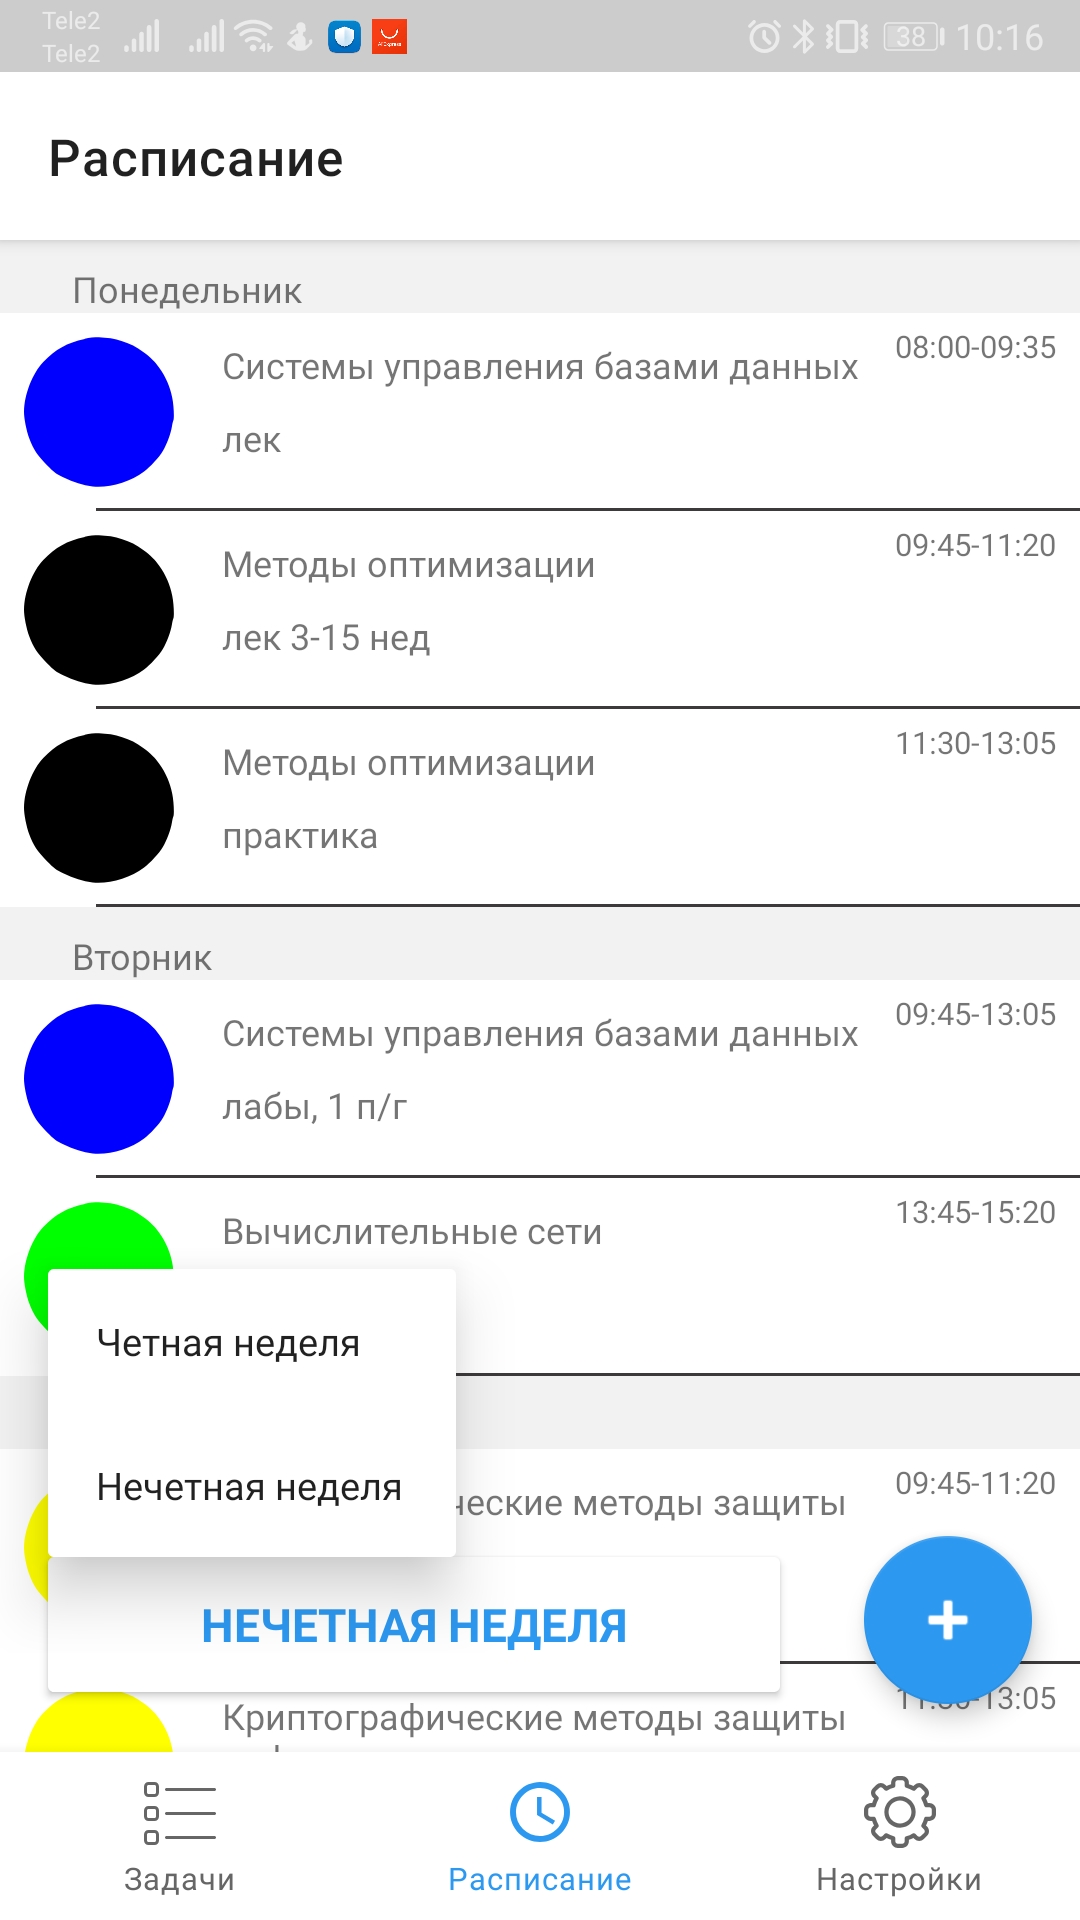 Tele2
Tele2
38
10:16
Расписание
Понедельник
Системы управления базами данных
08:00-09:35
лек
Методы оптимизации
09:45-11:20
лек 3-15 нед
Методы оптимизации
11:30-13:05
практика
Вторник
Системы управления базами данных
09:45-13:05
лабы, 1 п/г
Вычислительные сети
13:45-15:20
Четная неделя
Нечетная неделя
ческие методы защиты
09:45-11:20
НЕЧЕТНАЯ НЕДЕЛЯ
Криптографические методы защиты
13:05
Задачи
Расписание
Настройки